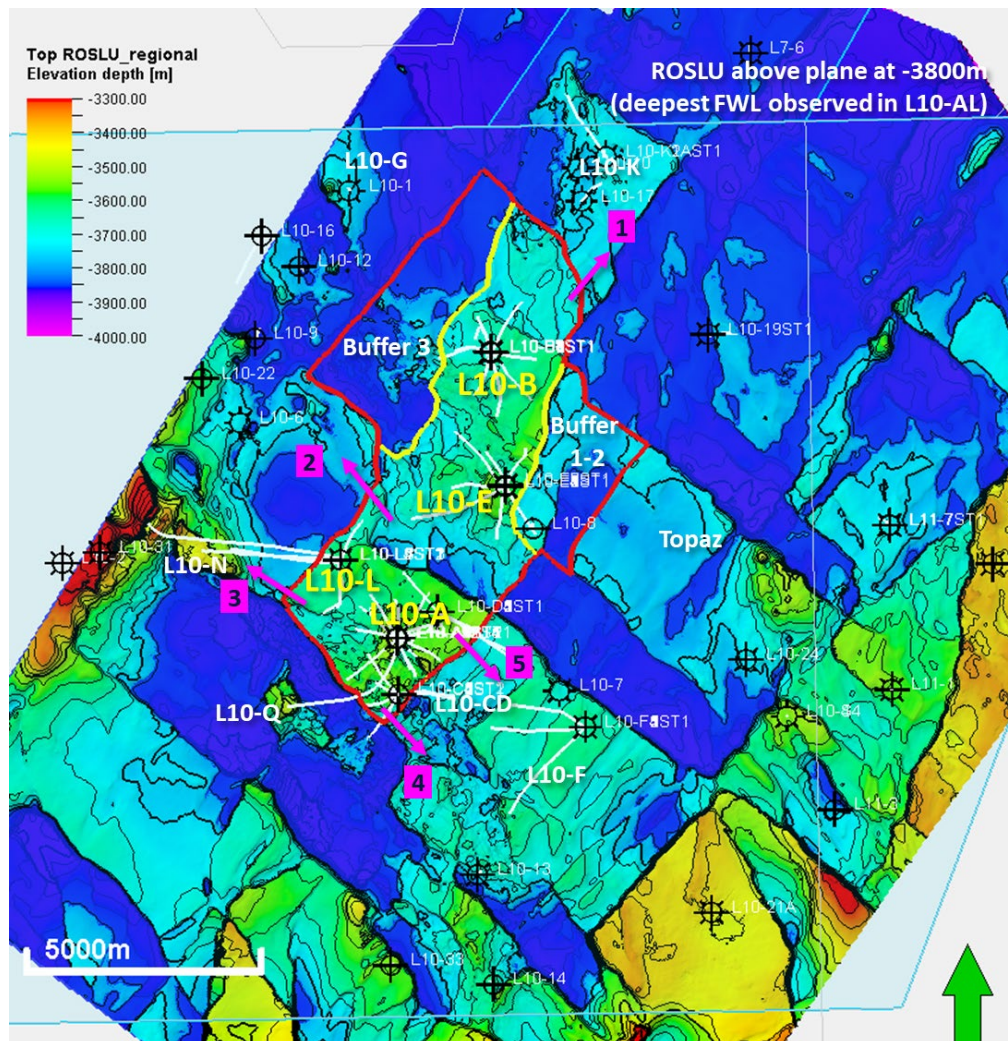 Top ROSLU_regional
Elevation depth [m]
-3300.00
-3400.00
-3500.00
-3600.00
-3700.00
-3800.00
-3900.00
-4000.00
L7-6
ROSLU above plane at -3800m
(deepest FWL observed in L10-AL)
L10-G
L10-1
L10-K
L10-17
L10-16
1
L10-12
L10-9
L10-19ST1
Buffer 3
L10-B
L10-22
L10-6
Buffer
1-2
2
L10-E
L10-8
L11-7ST1
Topaz
L10-31
L10-N
L10-L
3
L10-A
5
L10-24
L10-7
L10-Q
L10-CD
L10-F
4
L10-13
L10-21A
5000m
L10-33
L10-14